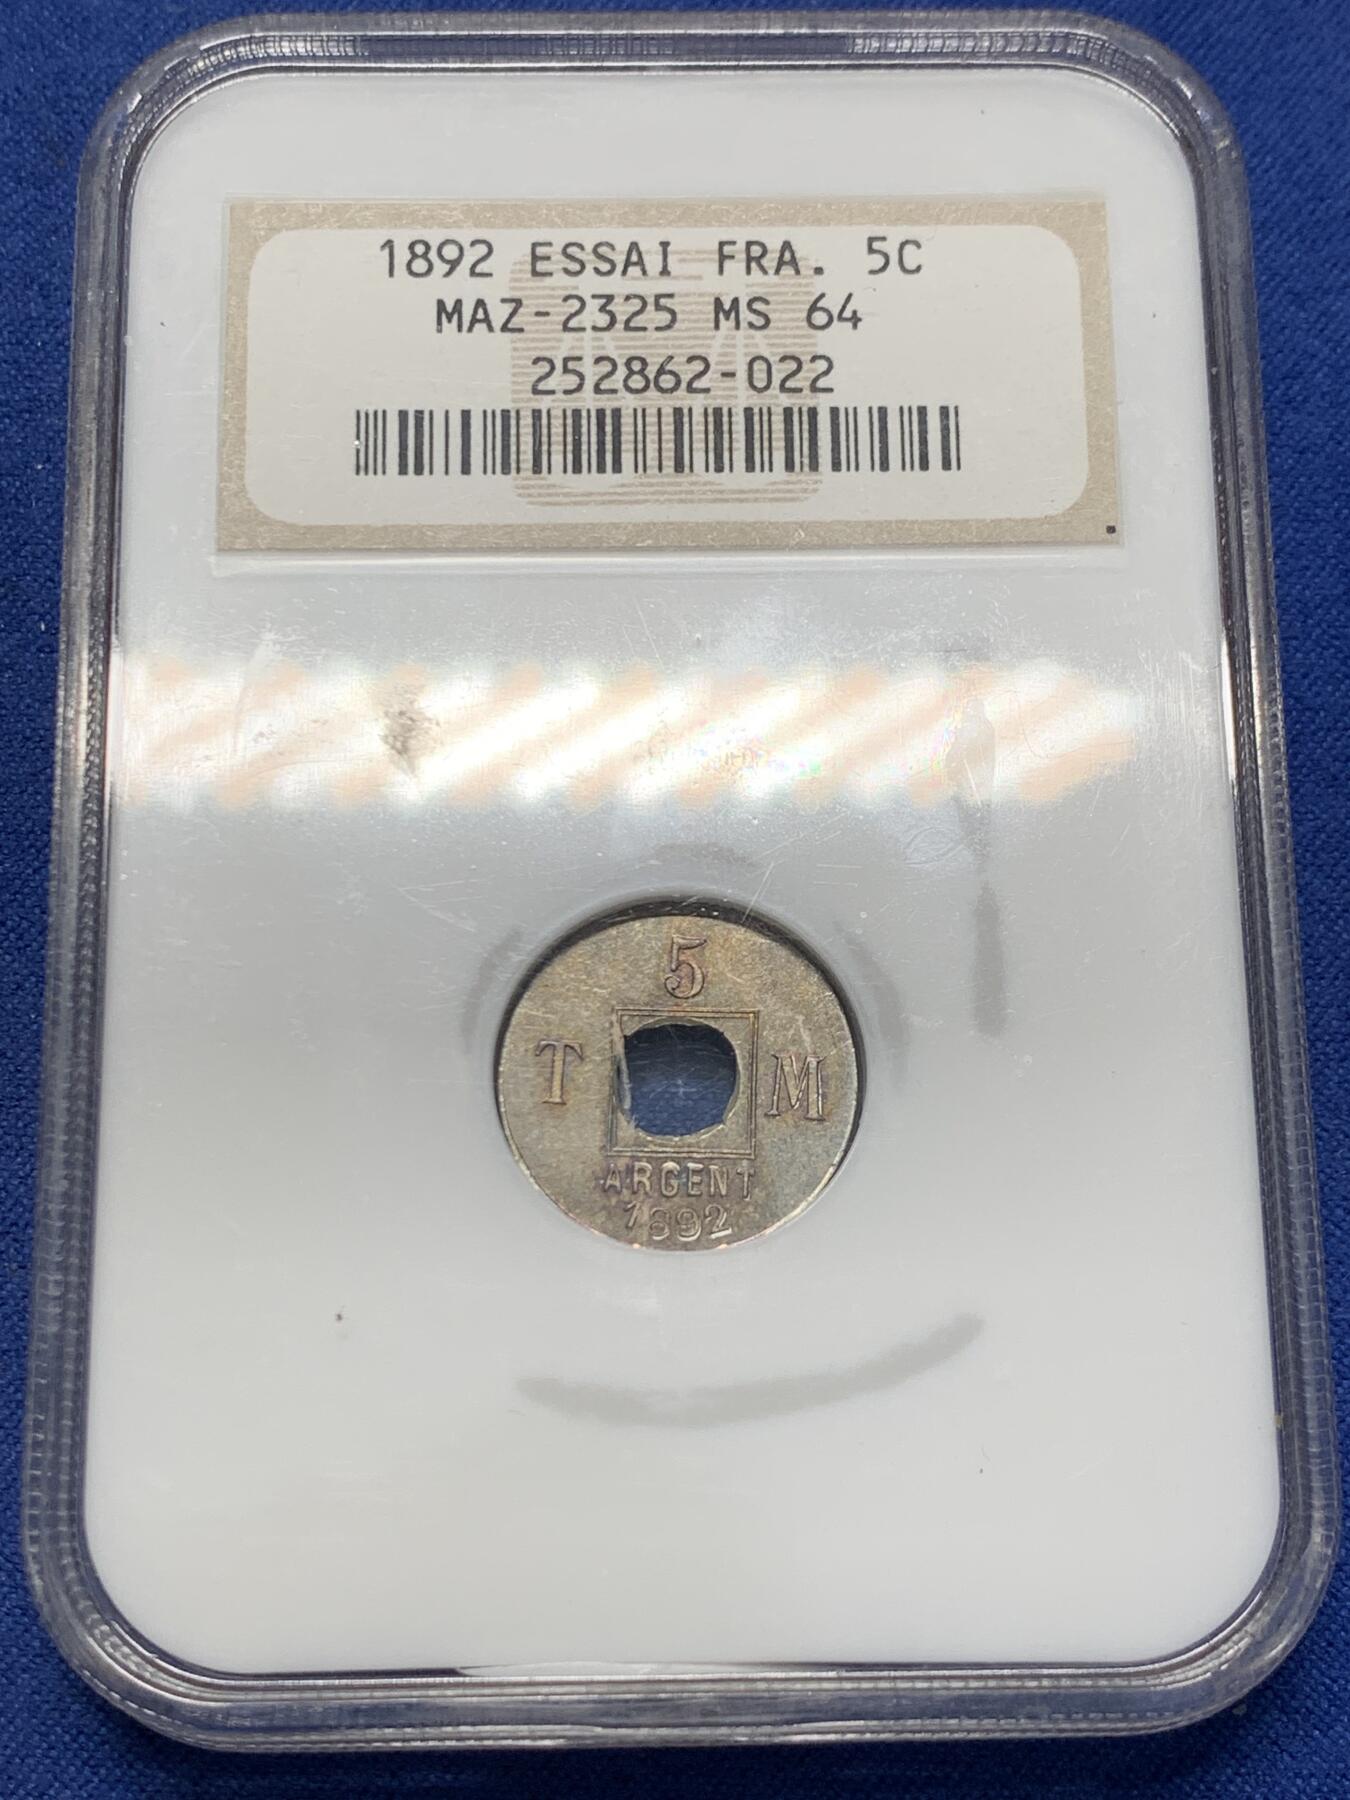 1892 ESSAI FRA. 5C
MAZ-2325 MS 64
252862-022
5
T M
ARGENT
1892